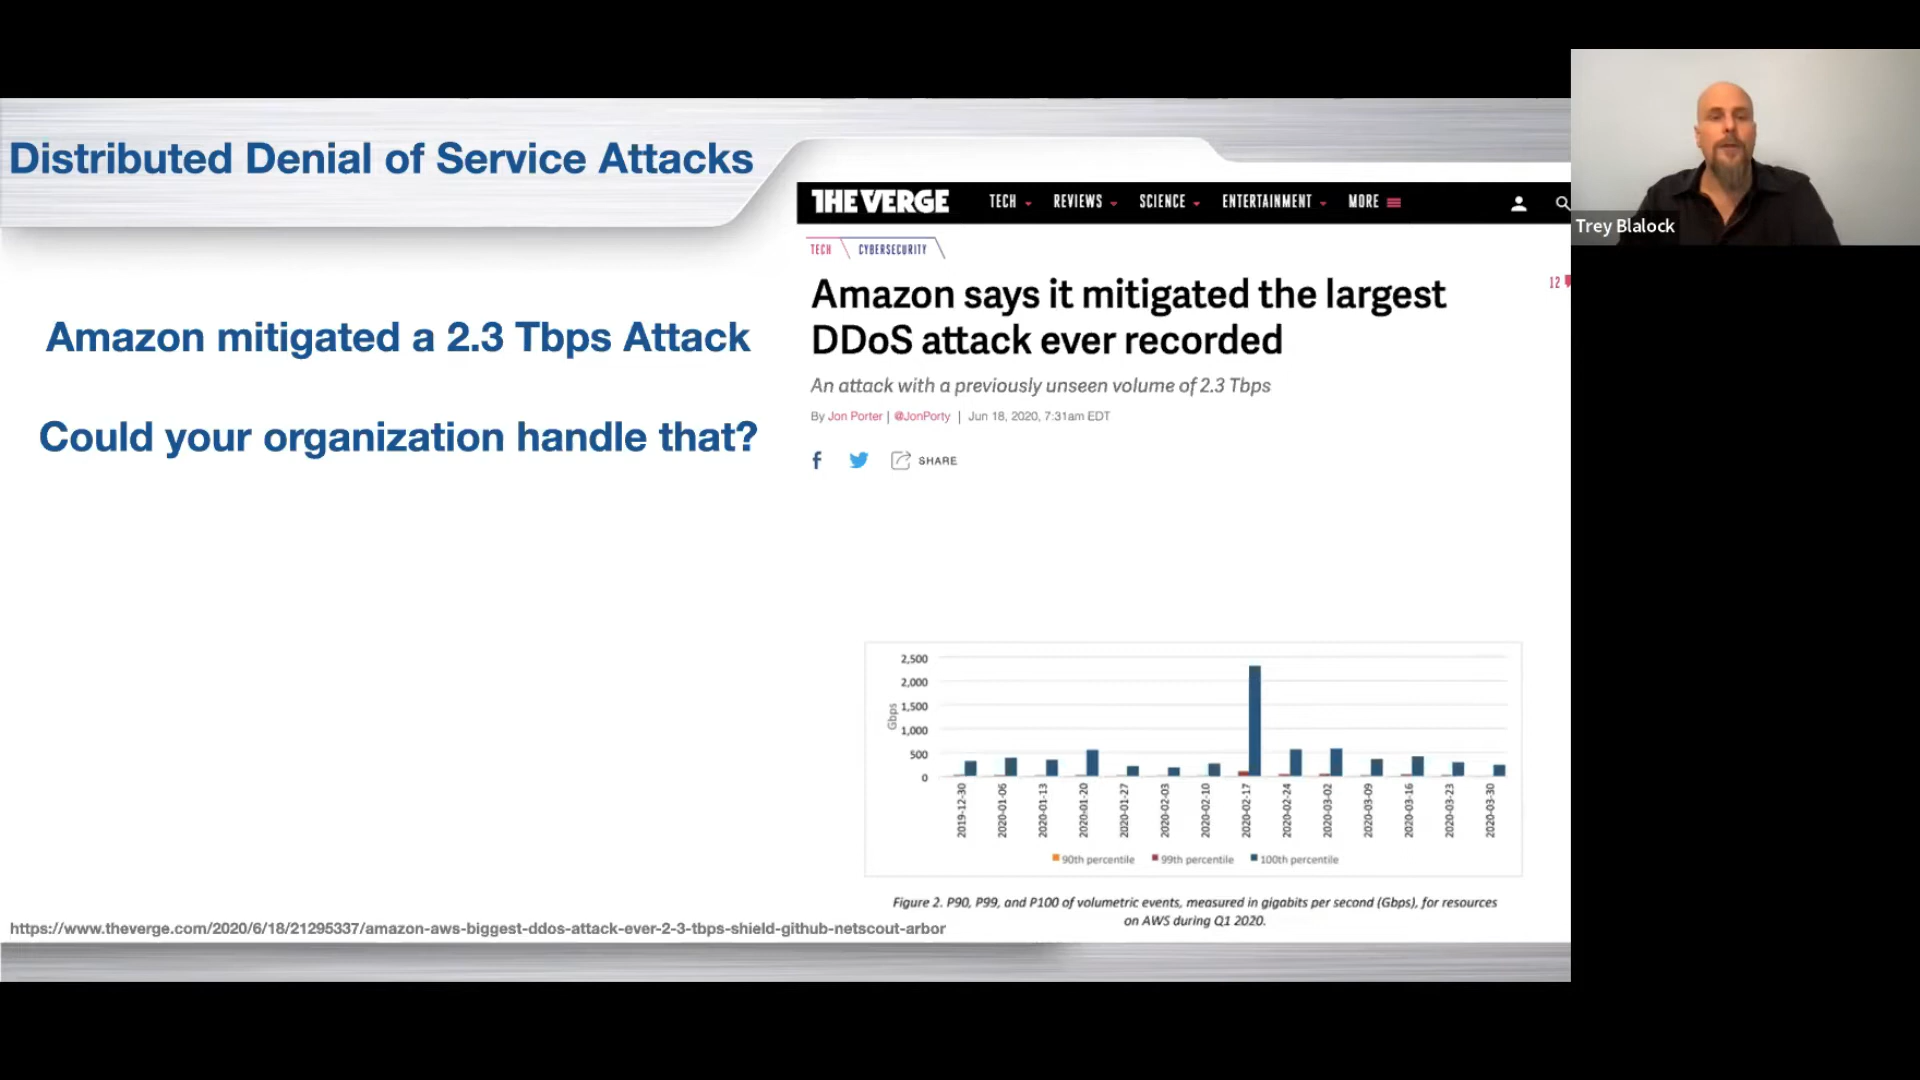 Distributed Denial of Service Attacks
Amazon mitigated a 2.3 Tbps Attack
Could your organization handle that?
THE VERGE TECH REVIEWS SCIENCE ENTERTAINMENT MORE
TECH CYBERSECURITY
12
Amazon says it mitigated the largest
DDoS attack ever recorded
An attack with a previously unseen volume of 2.3 Tbps
By Jon Porter | @JonPorty | Jun 18, 2020, 7:31am EDT
SHARE
2,500
2,000
1,500
1,000
500
0
Gbps
2019-12-30
2020-01-06
2020-01-13
2020-01-20
2020-01-27
2020-02-03
2020-02-10
2020-02-17
2020-02-24
2020-03-02
2020-03-09
2020-03-16
2020-03-23
2020-03-30
90th percentile 99th percentile 100th percentile
Figure 2. P90, P99, and P100 of volumetric events, measured in gigabits per second (Gbps), for resources
on AWS during Q1 2020.
https://www.theverge.com/2020/6/18/21295337/amazon-aws-biggest-ddos-attack-ever-2-3-tbps-shield-github-netscout-arbor
Trey Blalock